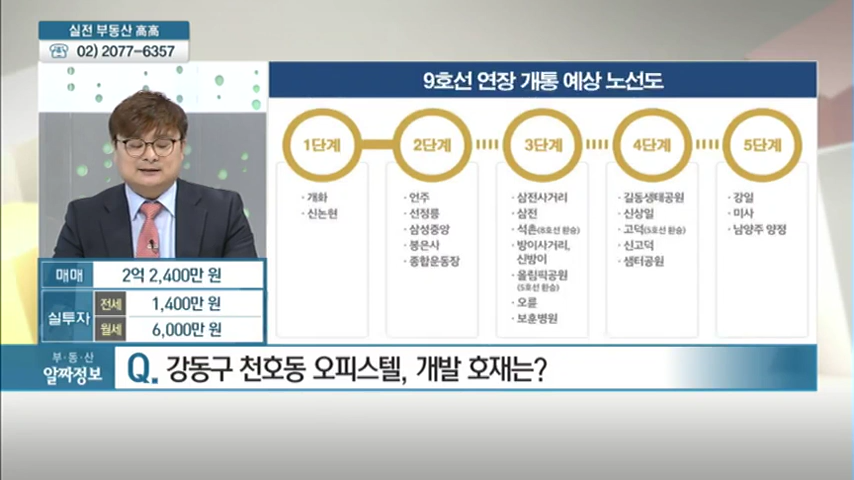 실전 부동산 高高
02) 2077-6357
9호선 연장 개통 예상 노선도
1단계
· 개화
· 신논현
2단계
· 언주
· 선정릉
· 삼성중앙
· 봉은사
· 종합운동장
3단계
· 삼전사거리
· 삼전
· 석촌(8호선 환승)
· 방이사거리,
신방이
· 올림픽공원
(5호선 환승)
· 오륜
· 보훈병원
4단계
· 길동생태공원
· 신상일
· 고덕(5호선 환승)
· 신고덕
· 샘터공원
5단계
· 강일
· 미사
· 남양주 양정
매매 2억 2,400만 원
실투자
전세 1,400만 원
월세 6,000만 원
부·동·산
알짜정보
Q. 강동구 천호동 오피스텔, 개발 호재는?